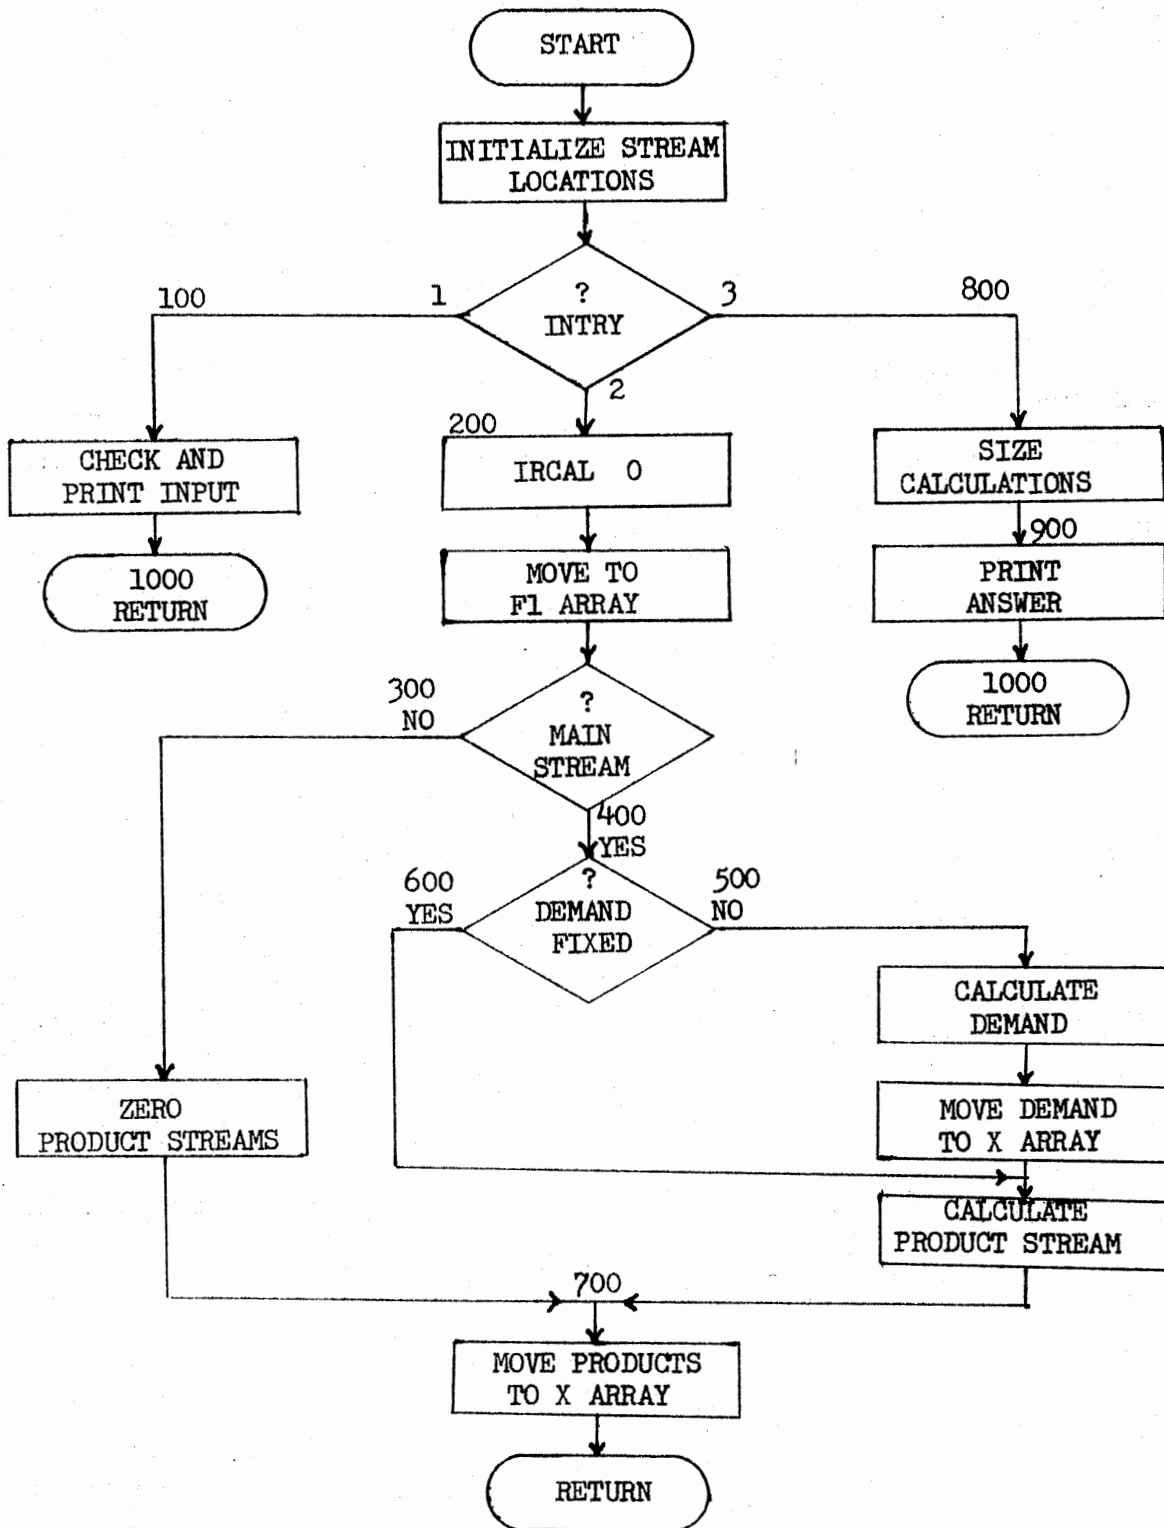 START
INITIALIZE STREAM
LOCATIONS
100
1
?
INTRY
3
800
2
200
CHECK AND
PRINT INPUT
IRCAL 0
SIZE
CALCULATIONS
900
1000
RETURN
MOVE TO
F1 ARRAY
PRINT
ANSWER
1000
RETURN
300
NO
?
MAIN
STREAM
400
YES
600
YES
?
DEMAND
FIXED
500
NO
CALCULATE
DEMAND
ZERO
PRODUCT STREAMS
MOVE DEMAND
TO X ARRAY
CALCULATE
PRODUCT STREAM
700
MOVE PRODUCTS
TO X ARRAY
RETURN